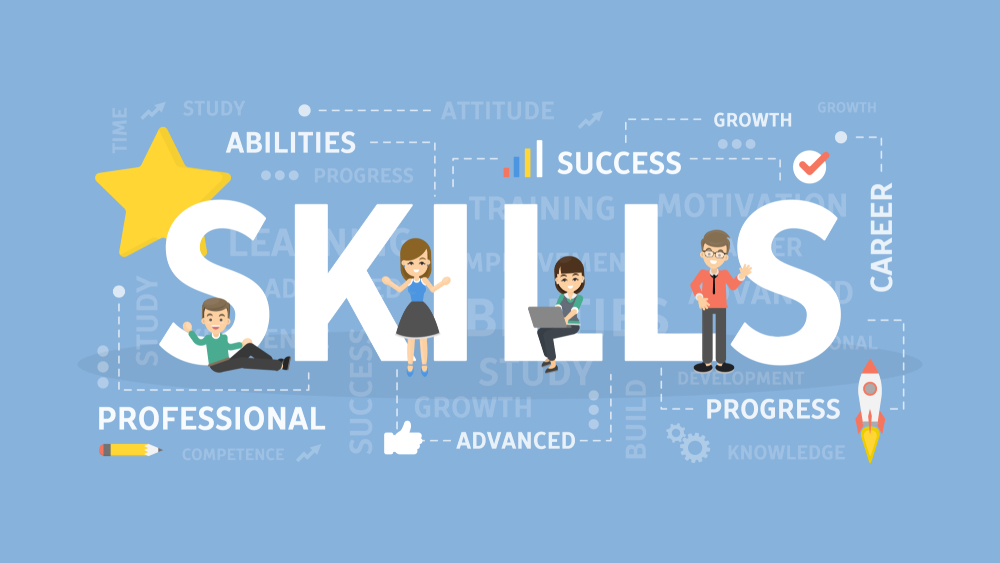 TIME
STUDY
ATTITUDE
GROWTH
GROWTH
ABILITIES
PROGRESS
SUCCESS
CAREER
TRAINING
MOTIVATION
SKILLS
STUDY
STUDY
SUCCESS
DEVELOPMENT
PROFESSIONAL
GROWTH
BUILD
PROGRESS
ADVANCED
COMPETENCE
KNOWLEDGE